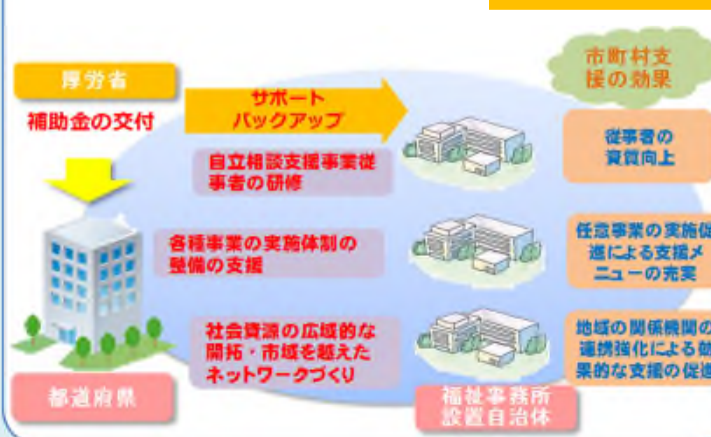 厚労省
補助金の交付
都道府県
サポート
バックアップ
自立相談支援事業従
事者の研修
各種事業の実施体制の
整備の支援
社会資源の広域的な
開拓・市域を越えた
ネットワークづくり
福祉事務所
設置自治体
市町村支
援の効果
従事者の
資質向上
任意事業の実施促
進による支援メ
ニューの充実
地域の関係機関の
連携強化による効
果的な支援の促進